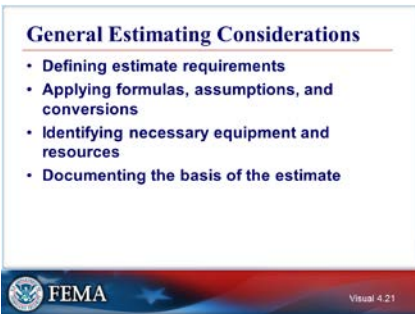 General Estimating Considerations
• Defining estimate requirements
• Applying formulas, assumptions, and
conversions
• Identifying necessary equipment and
resources
• Documenting the basis of the estimate
FEMA
Visual 4.21